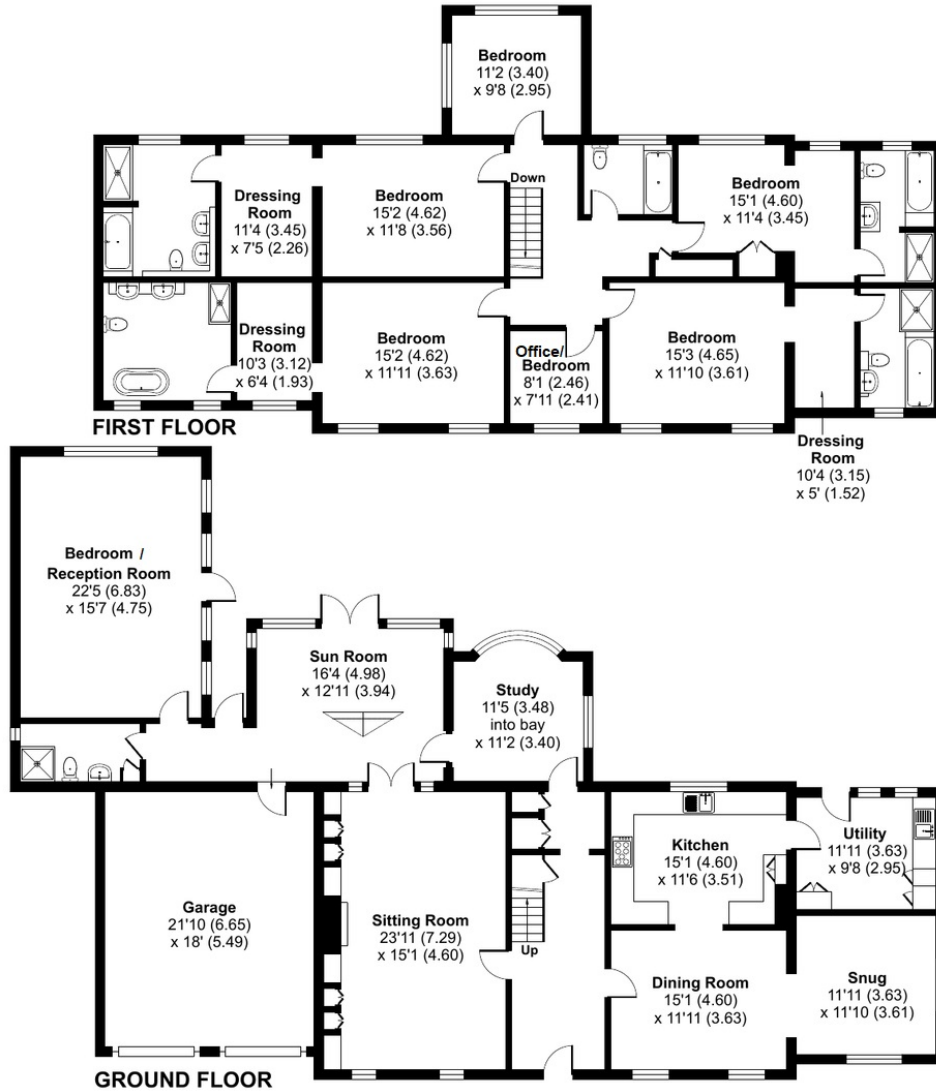 Bedroom
11'2 (3.40)
x 9'8 (2.95)
Dressing
Room
11'4 (3.45)
x 7'5 (2.26)
Bedroom
15'2 (4.62)
x 11'8 (3.56)
Down
Bedroom
15'1 (4.60)
x 11'4 (3.45)
Dressing
Room
10'3 (3.12)
x 6'4 (1.93)
Bedroom
15'2 (4.62)
x 11'11 (3.63)
Office/
Bedroom
8'1 (2.46)
x 7'11 (2.41)
Bedroom
15'3 (4.65)
x 11'10 (3.61)
Dressing
Room
10'4 (3.15)
x 5' (1.52)
FIRST FLOOR
Bedroom /
Reception Room
22'5 (6.83)
x 15'7 (4.75)
Sun Room
16'4 (4.98)
x 12'11 (3.94)
Study
11'5 (3.48)
into bay
x 11'2 (3.40)
Kitchen
15'1 (4.60)
x 11'6 (3.51)
Utility
11'11 (3.63)
x 9'8 (2.95)
Garage
21'10 (6.65)
x 18' (5.49)
Sitting Room
23'11 (7.29)
x 15'1 (4.60)
Up
Dining Room
15'1 (4.60)
x 11'11 (3.63)
Snug
11'11 (3.63)
x 11'10 (3.61)
GROUND FLOOR